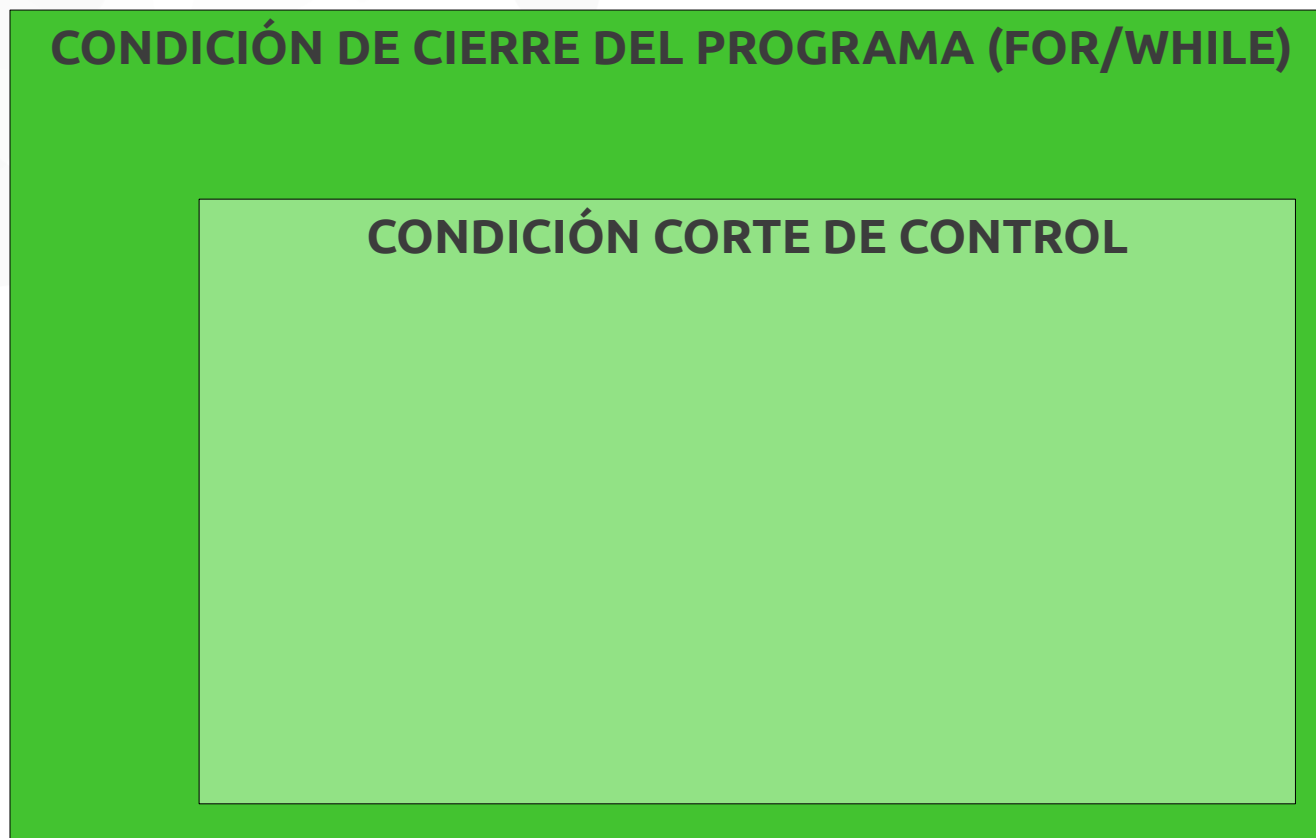 CONDICIÓN DE CIERRE DEL PROGRAMA (FOR/WHILE)
CONDICIÓN CORTE DE CONTROL